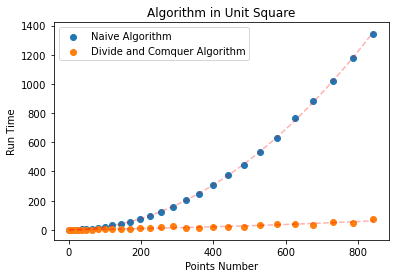 Algorithm in Unit Square
Naive Algorithm
Divide and Comquer Algorithm
Run Time
1400
1200
1000
800
600
400
200
0
0
200
400
600
800
Points Number